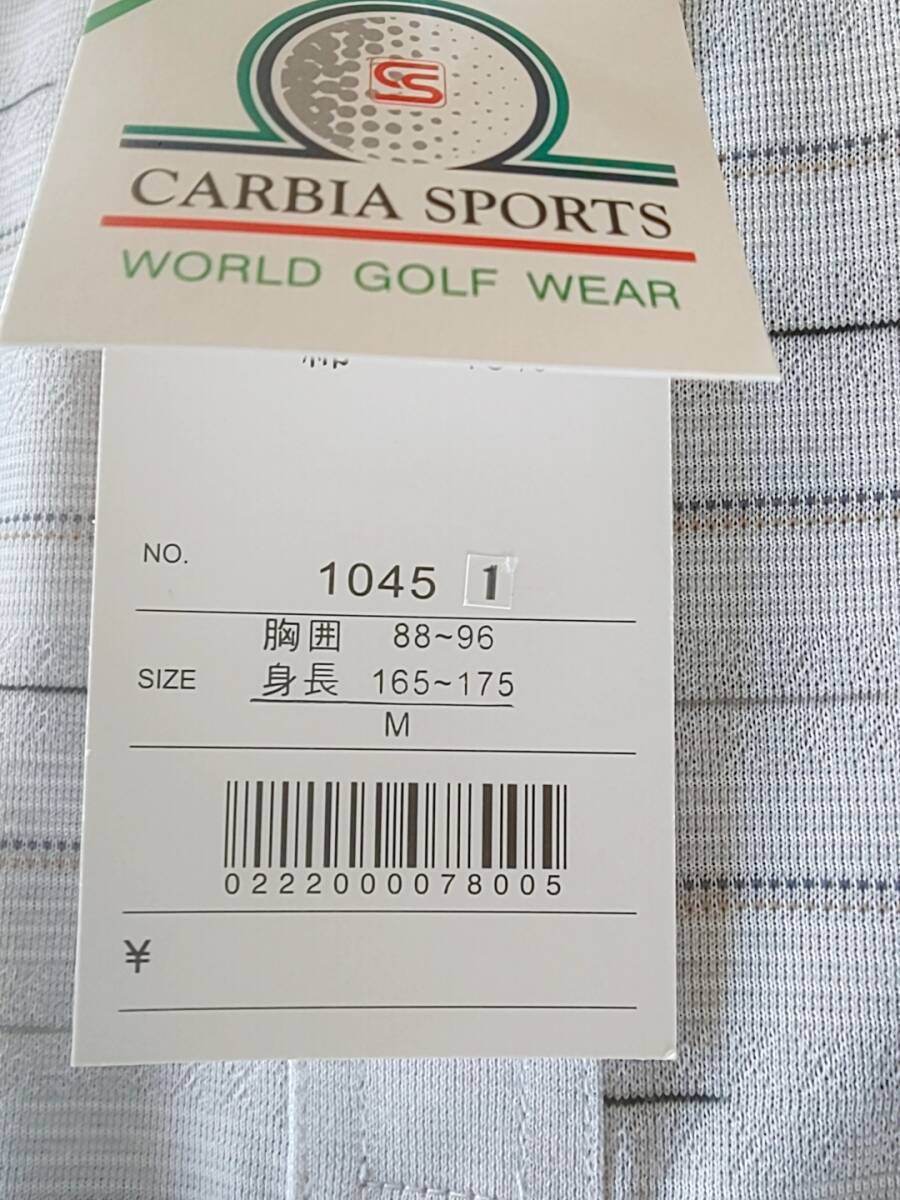 CS
CARBIA SPORTS
WORLD GOLF WEAR
NO. 1045 1
胸囲 88~96
SIZE 身長 165~175
M
0222000078005
¥